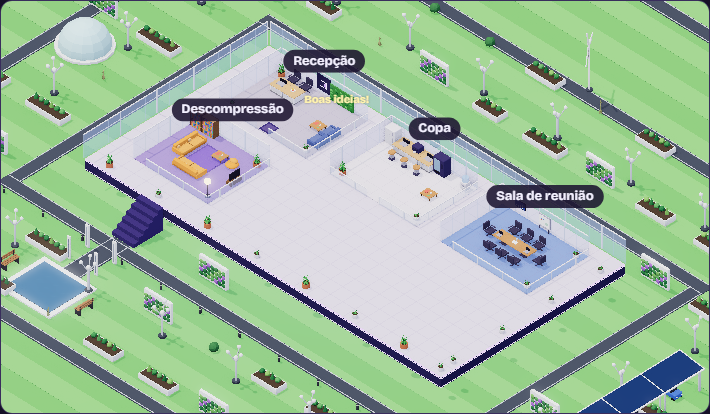 Recepção
Boas ideias!
Descompressão
Copa
Sala de reunião